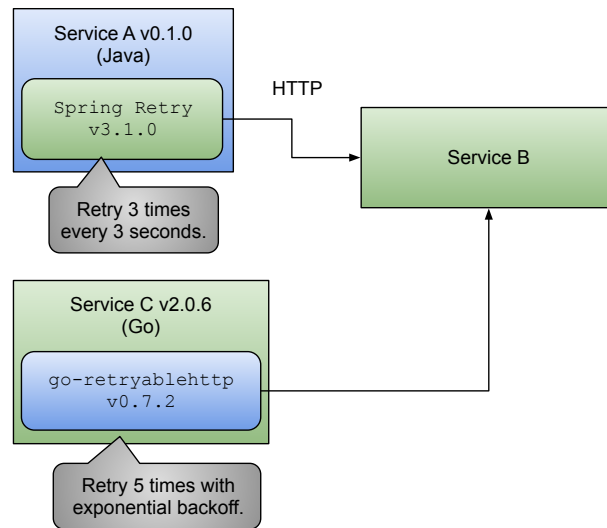 Service A v0.1.0
(Java)
Spring Retry
v3.1.0
HTTP
Service B
Retry 3 times
every 3 seconds.
Service C v2.0.6
(Go)
go-retryablehttp
v0.7.2
Retry 5 times with
exponential backoff.